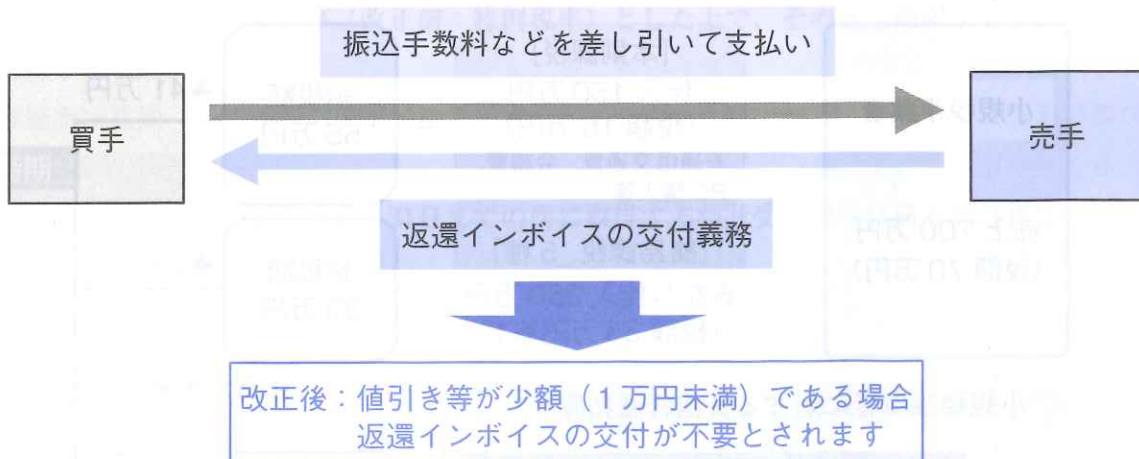 振込手数料などを差し引いて支払い
買手
売手
返還インボイスの交付義務
改正後：値引き等が少額（１万円未満）である場合
返還インボイスの交付が不要とされます